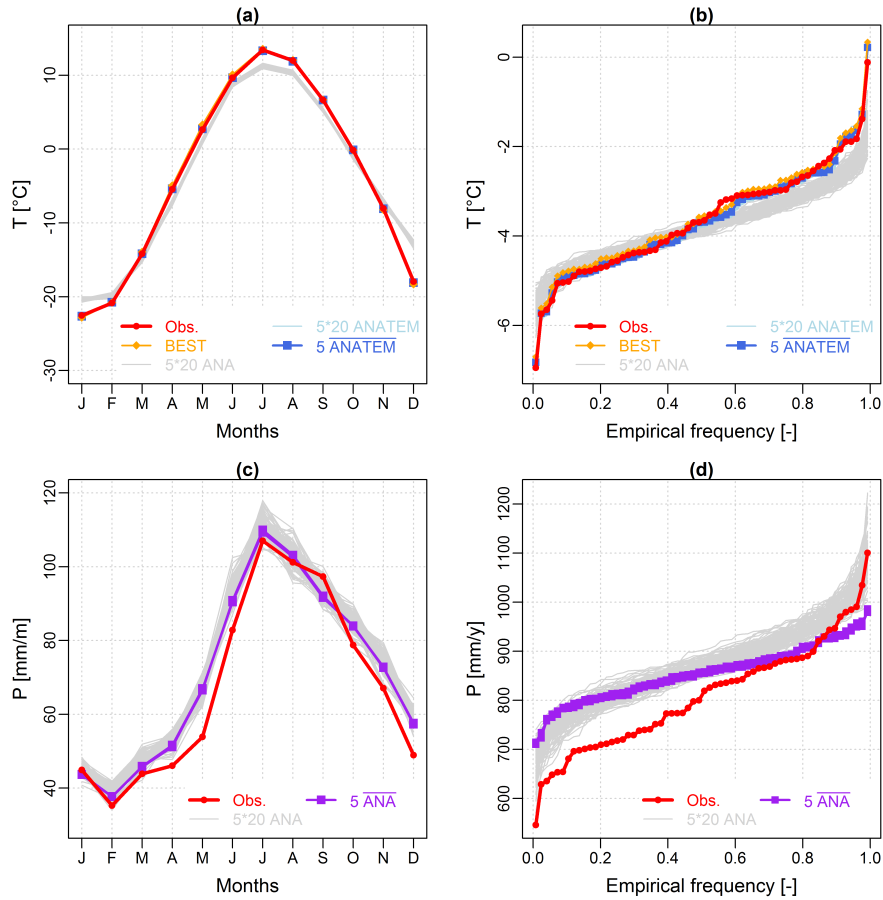 (a)
T [°C]
10
0
-10
-20
-30
Obs.
BEST
5*20 ANA
5*20 ANATEM
5 ANATEM
J F M A M J J A S O N D
Months
(b)
T [°C]
0
-2
-4
-6
Obs.
BEST
5*20 ANA
5*20 ANATEM
5 ANATEM
0.0 0.2 0.4 0.6 0.8 1.0
Empirical frequency [-]
(c)
P [mm/m]
120
100
80
60
40
Obs.
5*20 ANA
5 ANA
J F M A M J J A S O N D
Months
(d)
P [mm/y]
1200
1100
1000
900
800
700
600
Obs.
5*20 ANA
5 ANA
0.0 0.2 0.4 0.6 0.8 1.0
Empirical frequency [-]